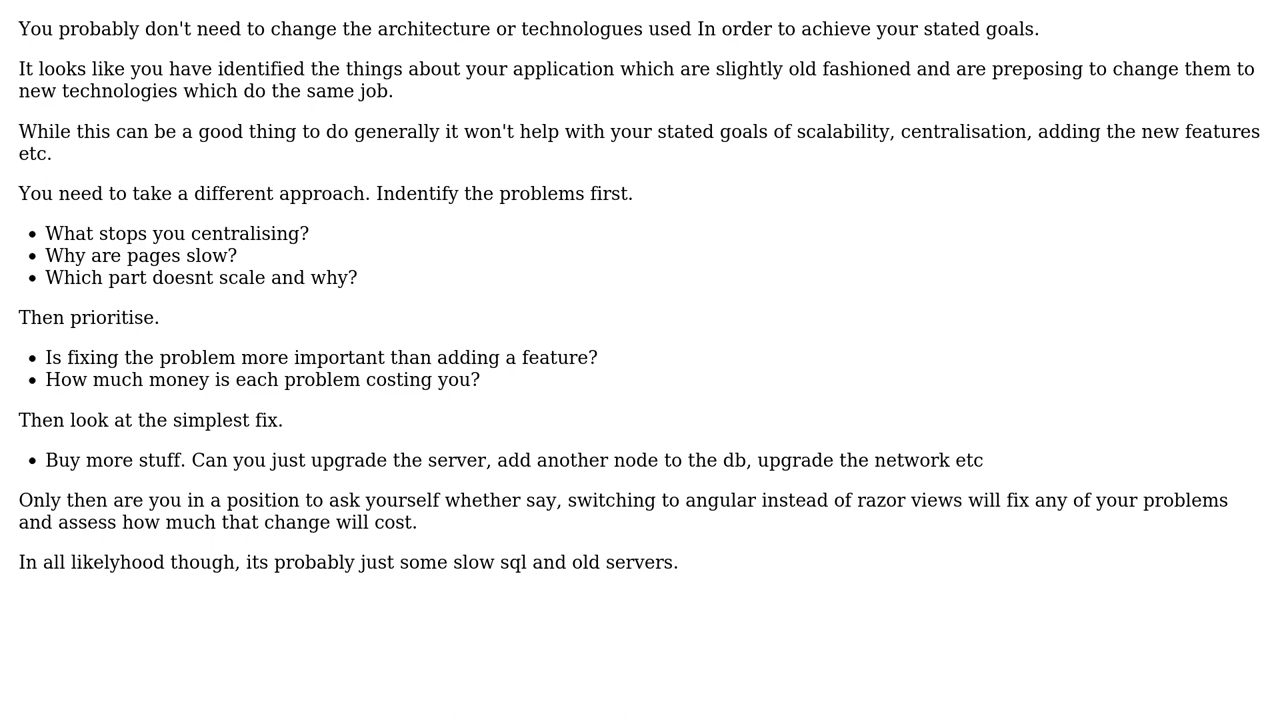 You probably don't need to change the architecture or technologues used In order to achieve your stated goals.
It looks like you have identified the things about your application which are slightly old fashioned and are preposing to change them to
new technologies which do the same job.
While this can be a good thing to do generally it won't help with your stated goals of scalability, centralisation, adding the new features
etc.
You need to take a different approach. Indentify the problems first.
• What stops you centralising?
• Why are pages slow?
• Which part doesnt scale and why?
Then prioritise.
• Is fixing the problem more important than adding a feature?
• How much money is each problem costing you?
Then look at the simplest fix.
• Buy more stuff. Can you just upgrade the server, add another node to the db, upgrade the network etc
Only then are you in a position to ask yourself whether say, switching to angular instead of razor views will fix any of your problems
and assess how much that change will cost.
In all likelyhood though, its probably just some slow sql and old servers.